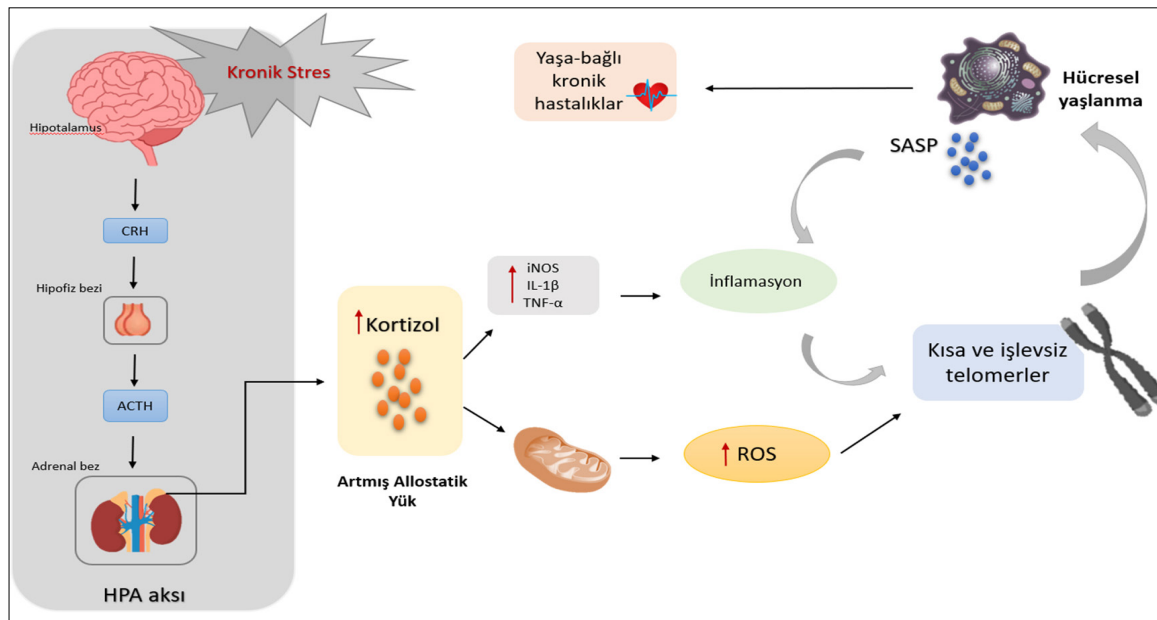 Kronik Stres
Hipotalamus
CRH
Hipofiz bezi
ACTH
Adrenal bez
HPA aksı
Kortizol
Artmış Allostatik
Yük
iNOS
IL-1β
TNF-α
İnflamasyon
ROS
Kısa ve işlevsiz
telomerler
Hücresel
yaşlanma
SASP
Yaşa-bağlı
kronik
hastalıklar